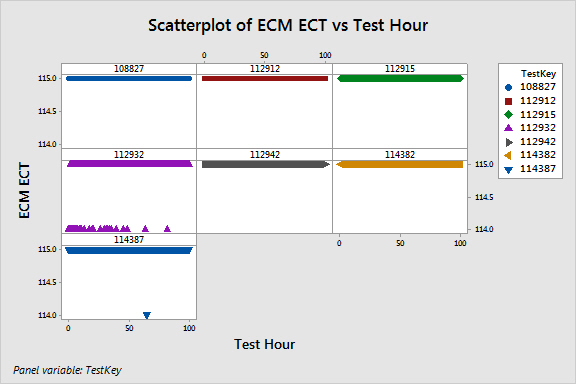 Scatterplot of ECM ECT vs Test Hour
0 50 100
108827 112912 112915
115.0
114.5
114.0
112932 112942 114382
115.0
114.5
114.0
114387
0 50 100
115.0
114.5
114.0
0 50 100
ECM ECT
Test Hour
TestKey
108827
112912
112915
112932
112942
114382
114387
Panel variable: TestKey